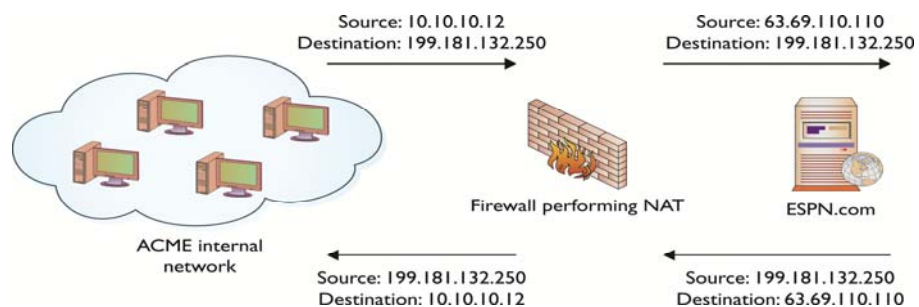 Source: 10.10.10.12
Destination: 199.181.132.250
Source: 63.69.110.110
Destination: 199.181.132.250
Firewall performing NAT
ESPN.com
ACME internal
network
Source: 199.181.132.250
Destination: 10.10.10.12
Source: 199.181.132.250
Destination: 63.69.110.110